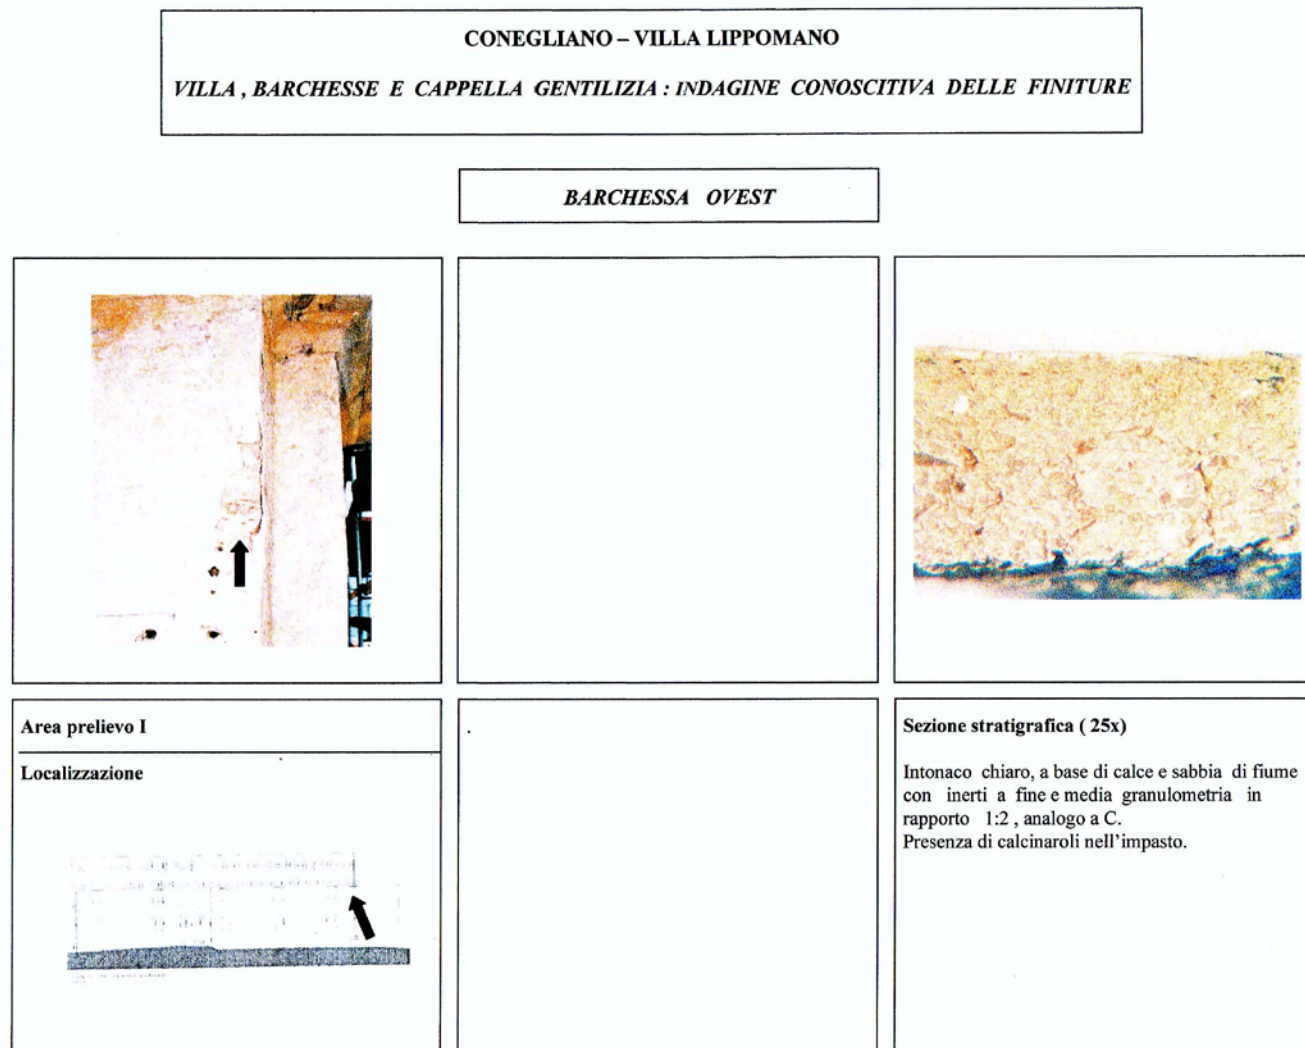 CONEGLIANO – VILLA LIPPOMANO
VILLA , BARCHESSE E CAPPELLA GENTILIZIA : INDAGINE CONOSCITIVA DELLE FINITURE
BARCHESSA OVEST
Area prelievo I
Localizzazione
Sezione stratigrafica ( 25x)
Intonaco chiaro, a base di calce e sabbia di fiume
con inerti a fine e media granulometria in
rapporto 1:2 , analogo a C.
Presenza di calcinaroli nell'impasto.